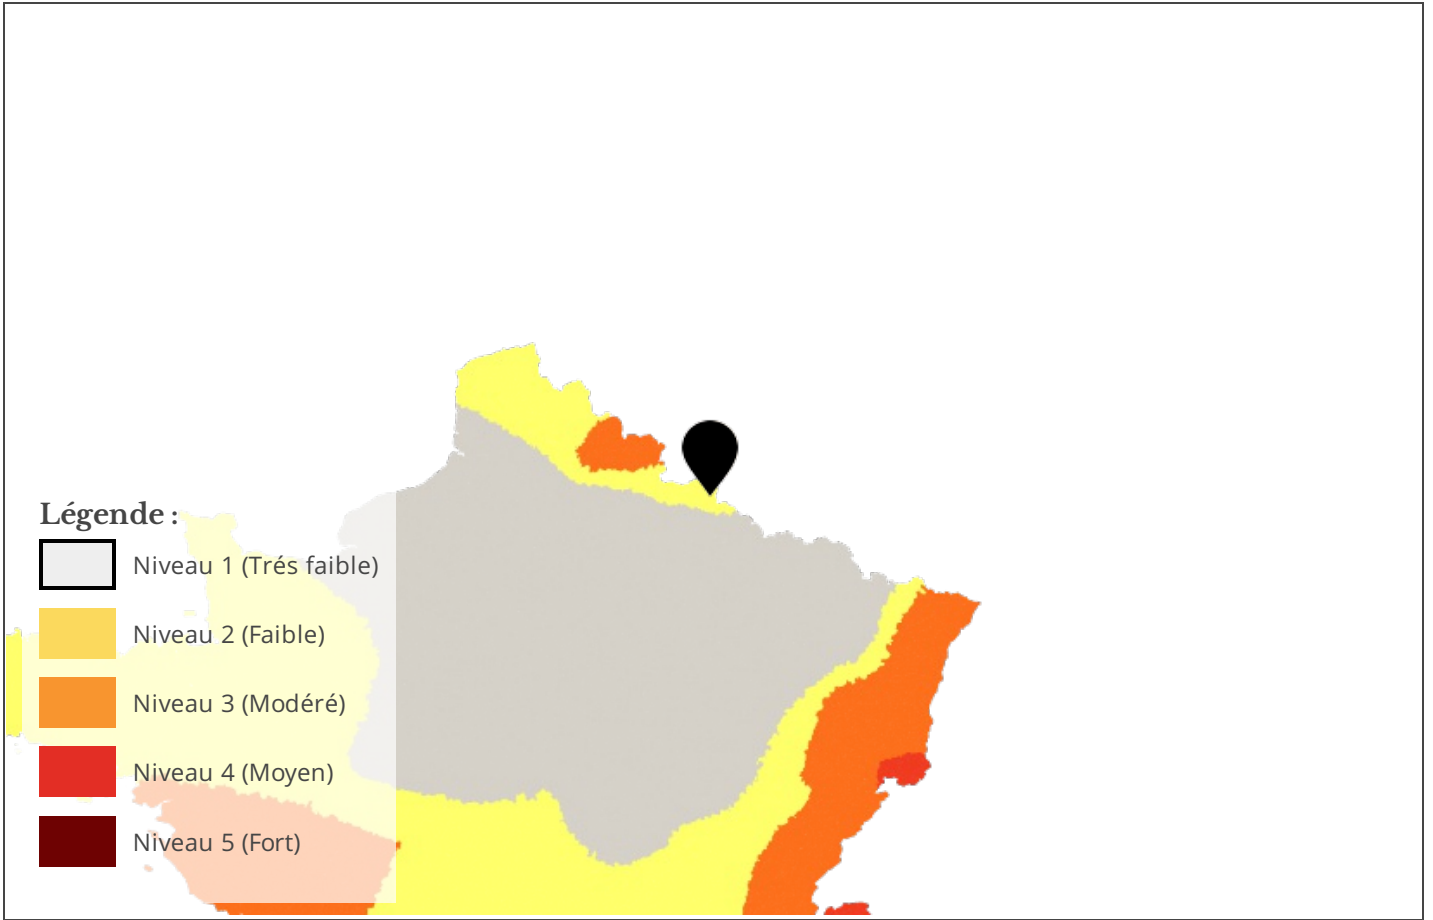 Légende :
Niveau 1 (Trés faible)
Niveau 2 (Faible)
Niveau 3 (Modéré)
Niveau 4 (Moyen)
Niveau 5 (Fort)